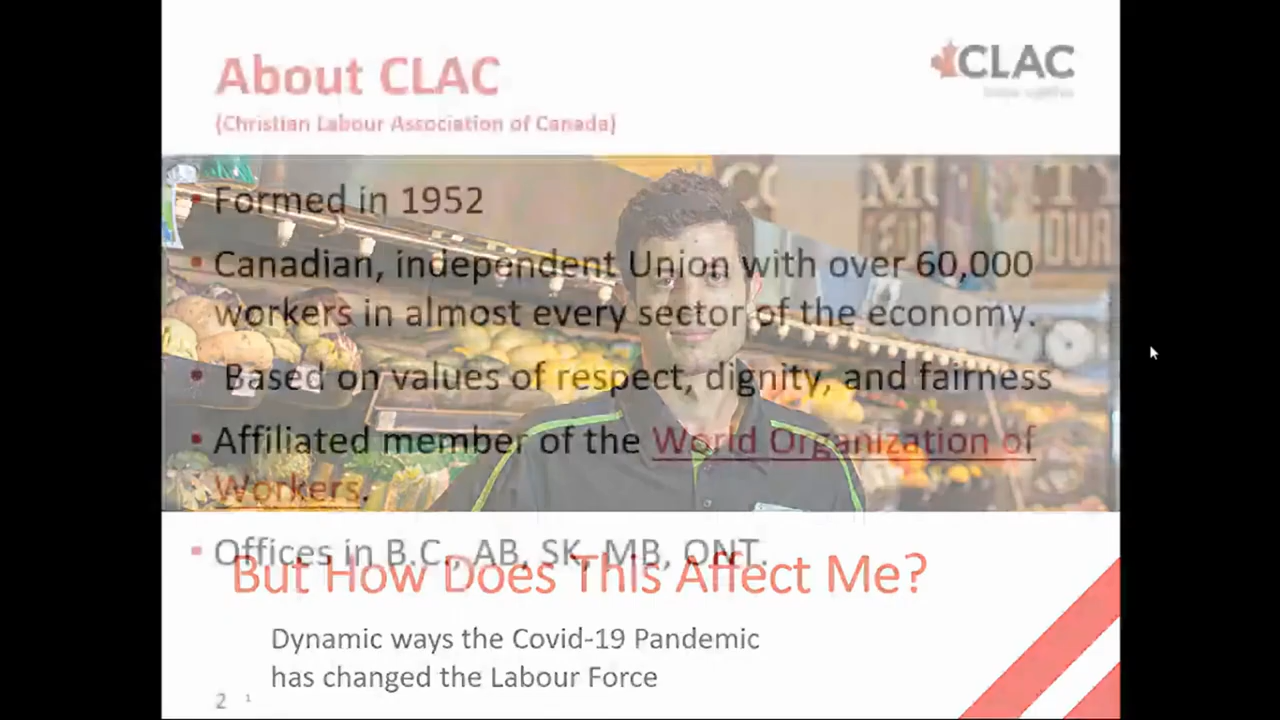 About CLAC
CLAC
(Christian Labour Association of Canada)
▪ Formed in 1952
▪ Canadian, independent Union with over 60,000
workers in almost every sector of the economy.
▪ Based on values of respect, dignity, and fairness
▪ Affiliated member of the World Organization of
Workers.
▪ Offices in B.C., AB, SK, MB, ONT.
But How Does This Affect Me?
Dynamic ways the Covid-19 Pandemic
has changed the Labour Force
2 1